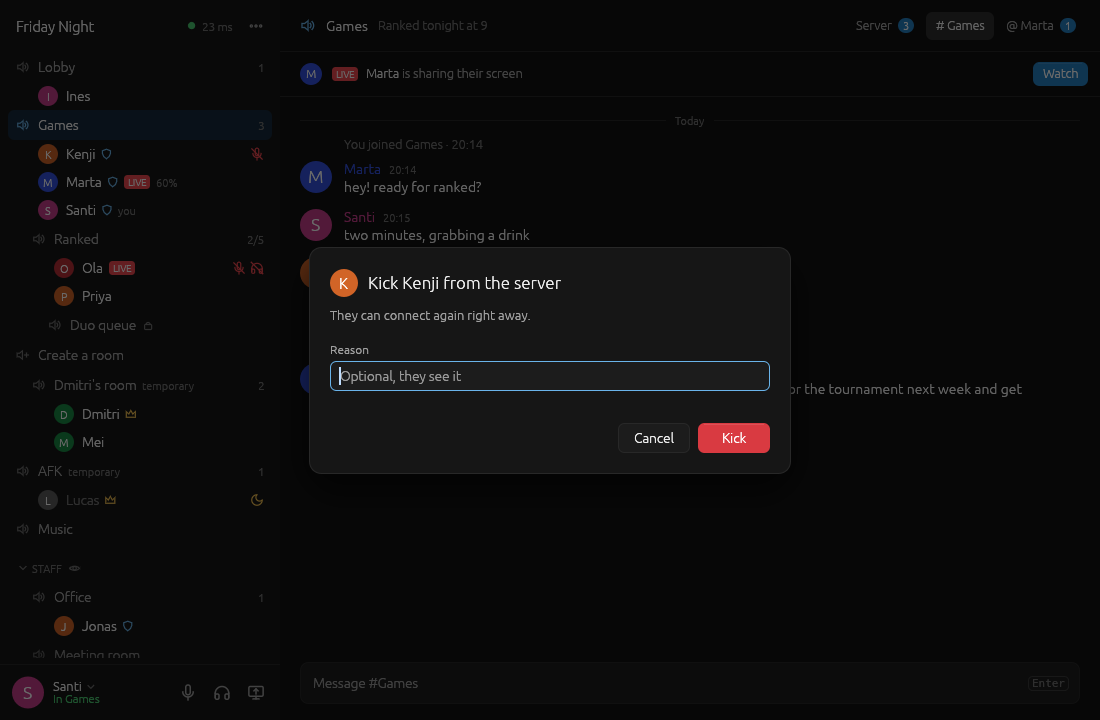 Friday Night
23 ms
Lobby 1
I Ines
Games 3
K Kenji
M Marta LIVE 60%
S Santi you
Ranked 2/5
O Ola LIVE
P Priya
Duo queue
Create a room
Dmitri's room temporary 2
D Dmitri
M Mei
AFK temporary 1
L Lucas
Music
STAFF
Office 1
J Jonas
Meeting room
S Santi
In Games
Games Ranked tonight at 9
Server 3 # Games @ Marta 1
M LIVE Marta is sharing their screen Watch
Today
You joined Games · 20:14
M Marta 20:14
hey! ready for ranked?
S Santi 20:15
two minutes, grabbing a drink
K Kick Kenji from the server
They can connect again right away.
Reason
Optional, they see it
Cancel Kick
for the tournament next week and get
Message #Games Enter